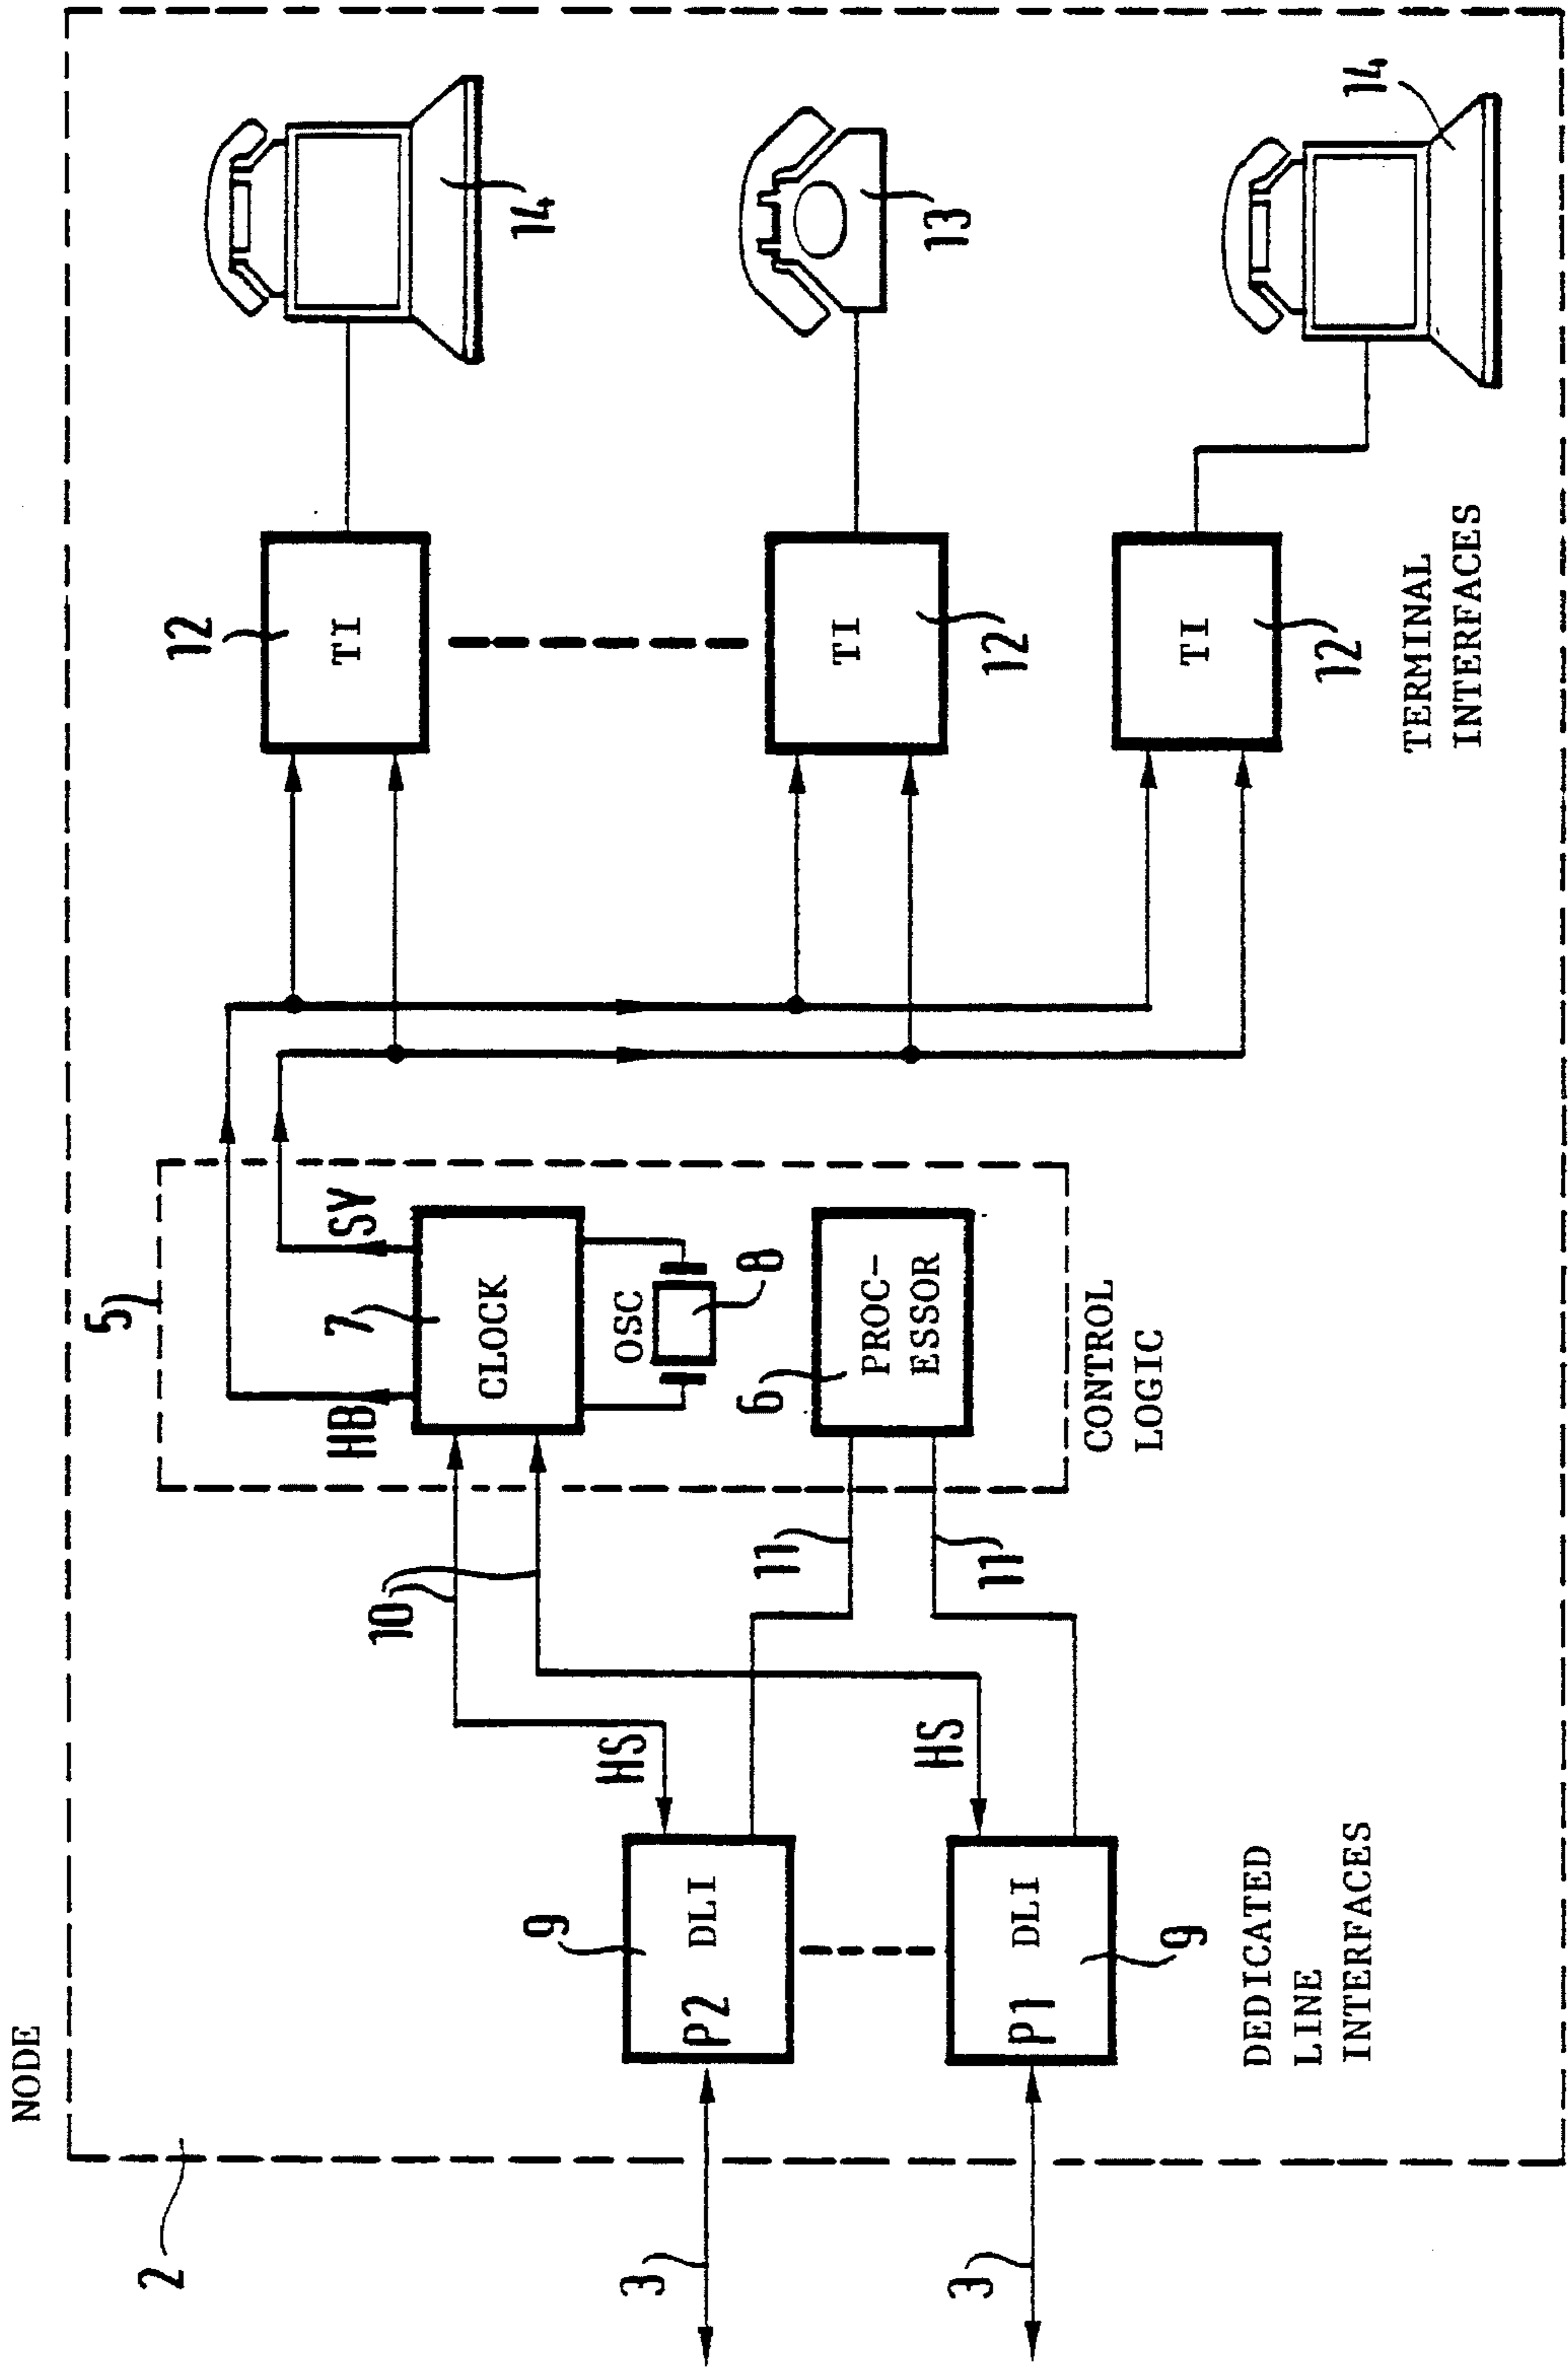 NODE
2
3
3
9
P2 DLI
P1 DLI
9
DEDICATED
LINE
INTERFACES
HS
HS
10
11
11
5
HB
SY
7
CLOCK
OSC
8
6
PROC-
ESSOR
CONTROL
LOGIC
12
TI
TI
12
TI
12
TERMINAL
INTERFACES
14
13
14